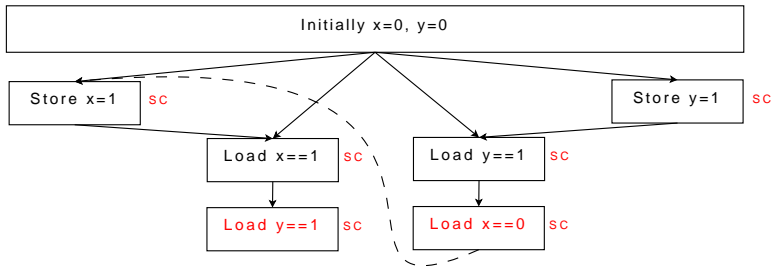 Initially x=0, y=0
Store x=1 sc
Store y=1 sc
Load x==1 sc
Load y==1 sc
Load y==1 sc
Load x==0 sc